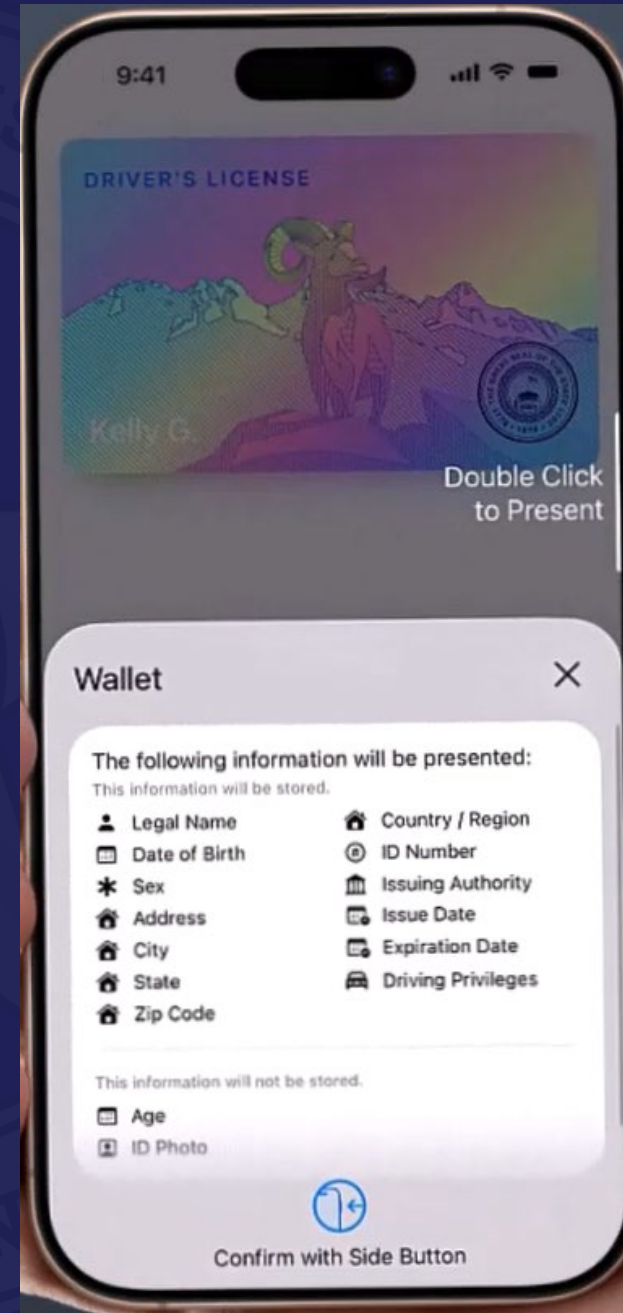 9:41
DRIVER'S LICENSE
Kelly G.
Double Click
to Present
Wallet
The following information will be presented:
This information will be stored.
Legal Name
Date of Birth
Sex
Address
City
State
Zip Code
Country / Region
ID Number
Issuing Authority
Issue Date
Expiration Date
Driving Privileges
This information will not be stored.
Age
ID Photo
Confirm with Side Button